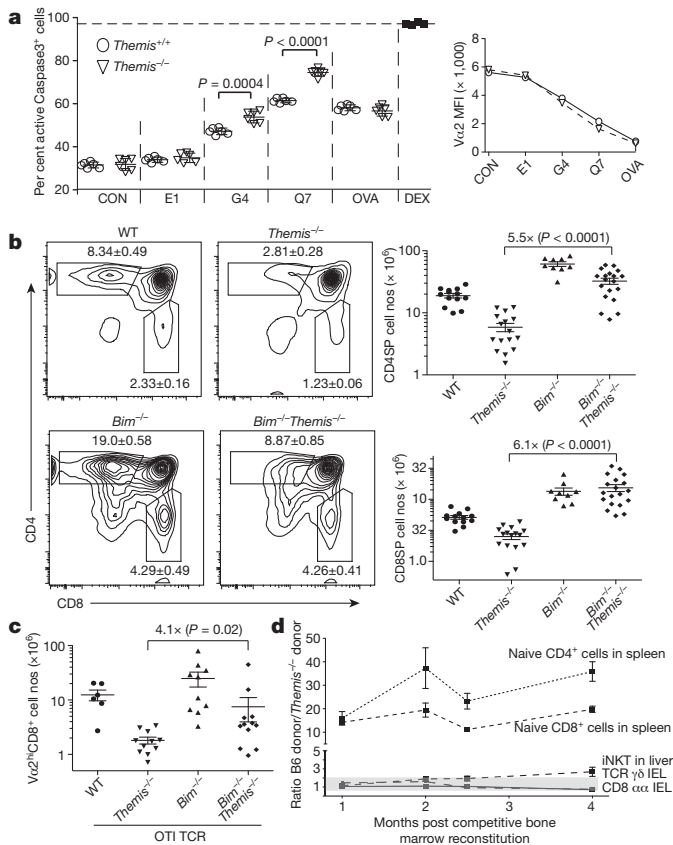 a
Per cent active Caspase3+ cells
100
80
60
40
20
Themis+/+
Themis−/−
P = 0.0004
P < 0.0001
CON
E1
G4
Q7
OVA
DEX
Vα2 MFI (× 1,000)
8
6
4
2
0
CON
E1
G4
Q7
OVA
b
WT
Themis−/−
8.34±0.49
2.81±0.28
2.33±0.16
1.23±0.06
Bim−/−
Bim−/−Themis−/−
19.0±0.58
8.87±0.85
4.29±0.49
4.26±0.41
CD4
CD8
CD4SP cell nos (× 10⁶)
100
10
1
5.5× (P < 0.0001)
WT
Themis−/−
Bim−/−
Bim−/−
Themis−/−
CD8SP cell nos (× 10⁶)
32
10
32
1.0
6.1× (P < 0.0001)
WT
Themis−/−
Bim−/−
Bim−/−
Themis−/−
c
Vα2hiCD8+ cell nos (×10⁶)
100
10
1
4.1× (P = 0.02)
WT
Themis−/−
Bim−/−
Bim−/−
Themis−/−
OTI TCR
d
Ratio B6 donor/Themis−/− donor
50
40
30
20
10
5
4
3
2
1
Naive CD4+ cells in spleen
Naive CD8+ cells in spleen
iNKT in liver
TCR γδ IEL
CD8 αα IEL
1
2
3
4
Months post competitive bone
marrow reconstitution